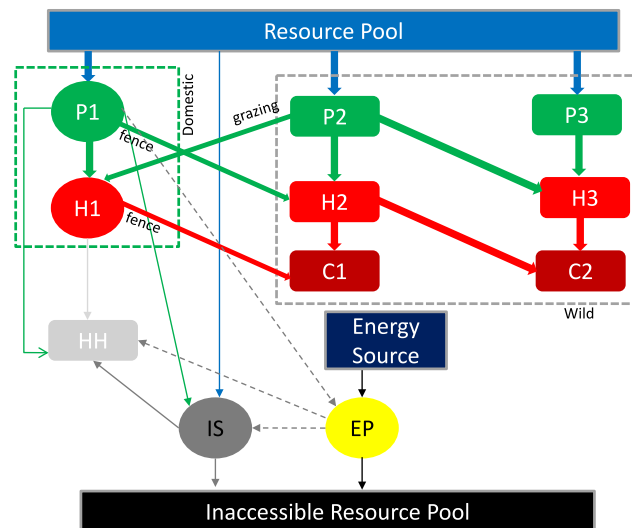 Resource Pool
P1
Domestic
fence
grazing
P2
P3
H1
fence
H2
H3
C1
C2
Wild
HH
Energy
Source
IS
EP
Inaccessible Resource Pool